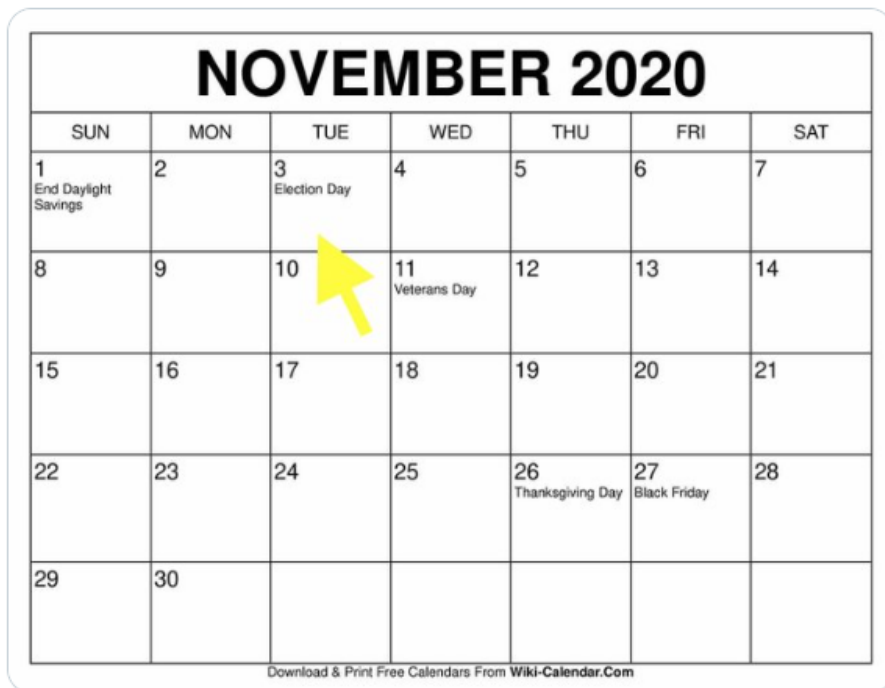 NOVEMBER 2020
SUN MON TUE WED THU FRI SAT
1 2 3 4 5 6 7
End Daylight Election Day
Savings
8 9 10 11 12 13 14
Veterans Day
15 16 17 18 19 20 21
22 23 24 25 26 27 28
Thanksgiving Day Black Friday
29 30
Download & Print Free Calendars From Wiki-Calendar.Com